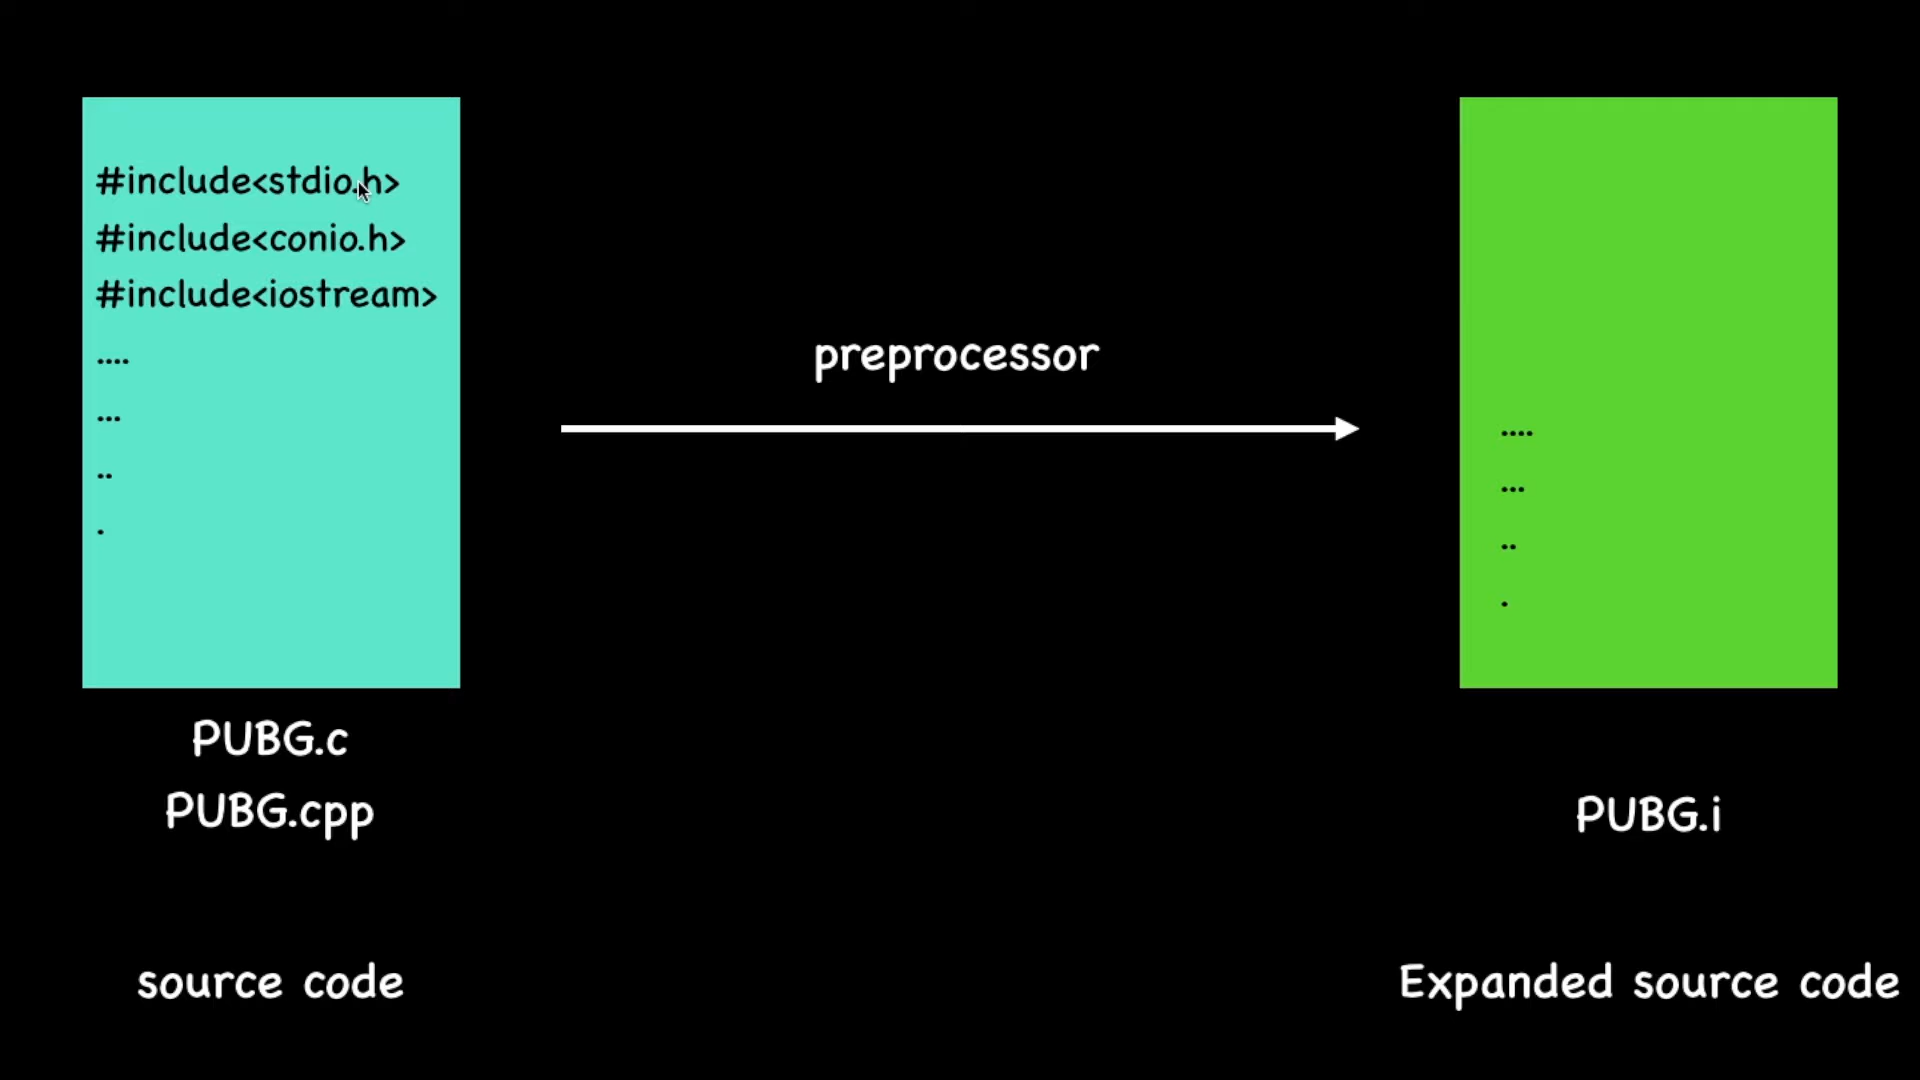 #include<stdio.h>
#include<conio.h>
#include<iostream>
....
...
..
.
PUBG.c
PUBG.cpp
source code
preprocessor
....
...
..
.
PUBG.i
Expanded source code